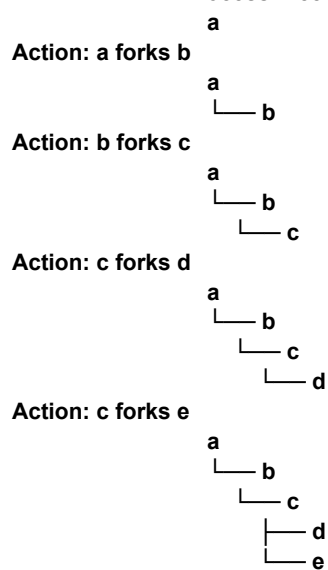 a
Action: a forks b
a
└── b
Action: b forks c
a
└── b
└── c
Action: c forks d
a
└── b
└── c
└── d
Action: c forks e
a
└── b
└── c
├── d
└── e